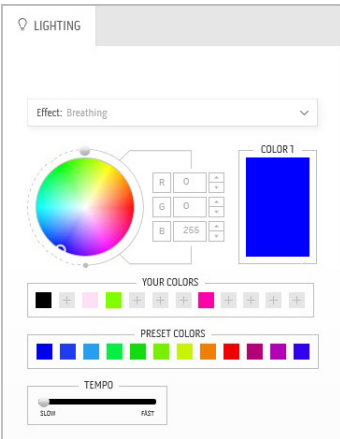 LIGHTING
Effect: Breathing
COLOR 1
R 0
G 0
B 255
YOUR COLORS
PRESET COLORS
TEMPO
SLOW FAST